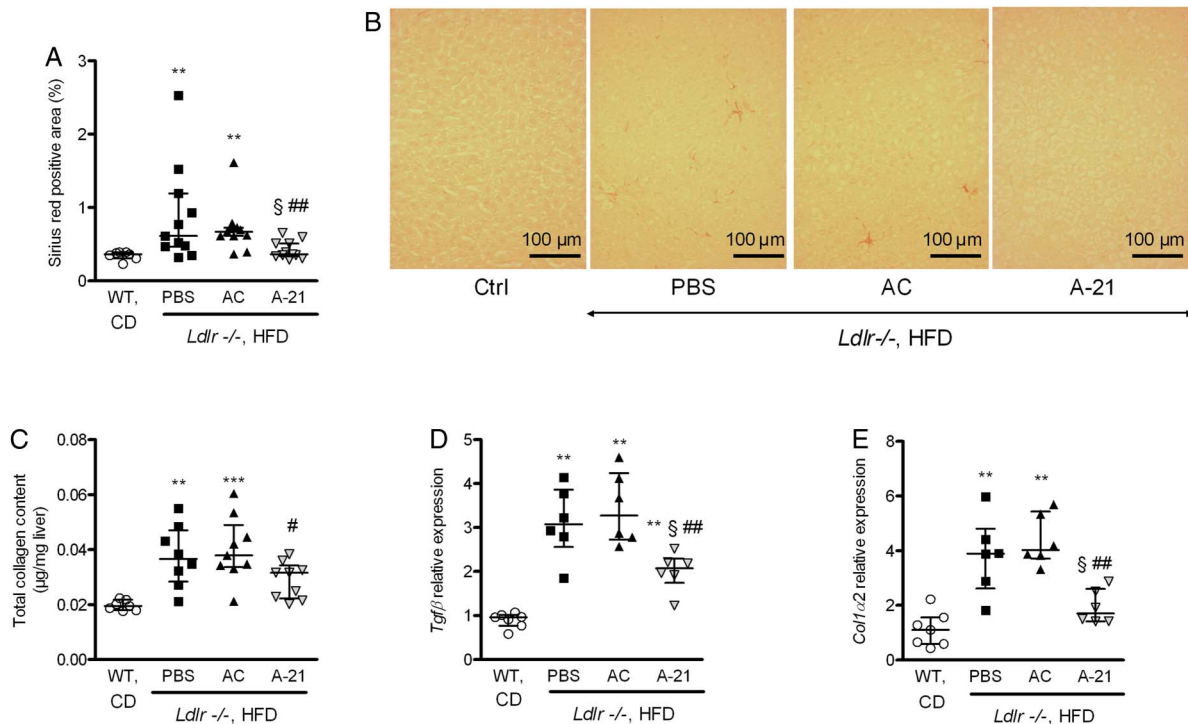 A
Sirius red positive area (%)
3
2
1
0
**
**
§ ##
WT,
CD
PBS
AC
A-21
Ldlr -/-, HFD
B
100 µm
100 µm
100 µm
100 µm
Ctrl
PBS
AC
A-21
Ldlr-/-, HFD
C
Total collagen content
(µg/mg liver)
0.08
0.06
0.04
0.02
0.00
**
***
#
WT,
CD
PBS
AC
A-21
Ldlr -/-, HFD
D
Tgfβ relative expression
5
4
3
2
1
0
**
**
** § ##
WT,
CD
PBS
AC
A-21
Ldlr -/-, HFD
E
Col1α2 relative expression
8
6
4
2
0
**
**
§ ##
WT,
CD
PBS
AC
A-21
Ldlr -/-, HFD